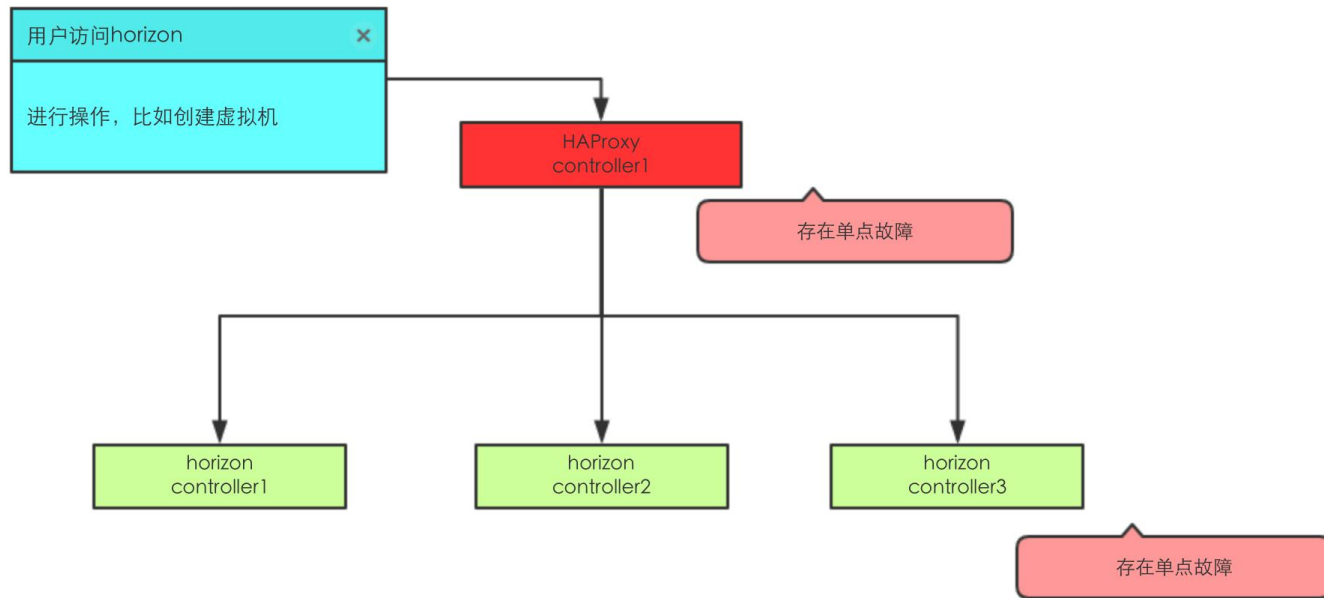 用户访问horizon
进行操作，比如创建虚拟机
HAProxy
controller1
存在单点故障
horizon
controller1
horizon
controller2
horizon
controller3
存在单点故障